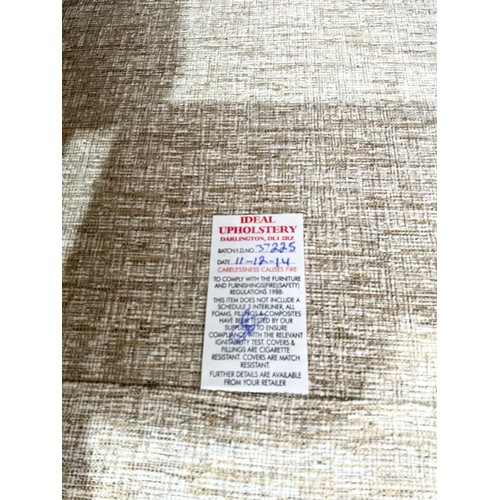 IDEAL
UPHOLSTERY
DARLINGTON, DL1 2RZ
BATCH/I.D.NO. 37225
DATE 11-12-14
CARELESSNESS CAUSES FIRE
TO COMPLY WITH THE FURNITURE
AND FURNISHINGS(FIRE)(SAFETY)
REGULATIONS 1988:
THIS ITEM DOES NOT INCLUDE A
SCHEDULE 3 INTERLINER, ALL
FOAMS, FILLINGS & COMPOSITES
HAVE BEEN TESTED BY OUR
SUPPLIERS TO ENSURE
COMPLIANCE WITH THE RELEVANT
IGNITABILITY TEST. COVERS &
FILLINGS ARE CIGARETTE
RESISTANT. COVERS ARE MATCH
RESISTANT.
FURTHER DETAILS ARE AVAILABLE
FROM YOUR RETAILER